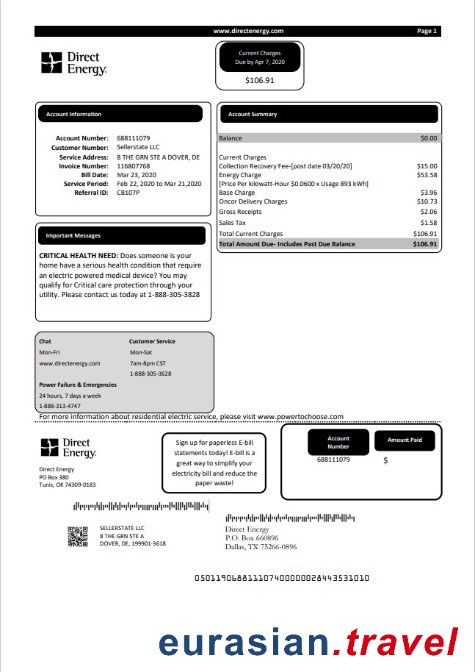 www.directenergy.com Page 1
Direct
Energy.
Current Charges
Due by Apr 7, 2020
$106.91
Account Information
Account Number: 688111079
Customer Number: Sellerstate LLC
Service Address: 8 THE GRN STE A DOVER, DE
Invoice Number: 116807768
Bill Date: Mar 23, 2020
Service Period: Feb 22, 2020 to Mar 21,2020
Referral ID: CB107P
Account Summary
Balance $0.00
Current Charges
Collection Recovery Fee-[post date 03/20/20] $15.00
Energy Charge $53.58
[Price Per Kilowatt-Hour $0.0600 x Usage 893 kWh]
Base Charge $3.96
Oncor Delivery Charges $10.73
Gross Receipts $2.06
Sales Tax $1.58
Total Current Charges $106.91
Total Amount Due- Includes Past Due Balance $106.91
Important Messages
CRITICAL HEALTH NEED: Does someone is your
home have a serious health condition that require
an electric powered medical device? You may
qualify for Critical care protection through your
utility. Please contact us today at 1-888-305-3828
Chat
Mon-Fri
www.directenergy.com
Customer Service
Mon-Sat
7am-8pm CST
1-888-305-3628
Power Failure & Emergencies
24 hours, 7 days a week
1-888-313-4747
For more information about residential electric service, please visit www.powertochoose.com
Direct
Energy.
Direct Energy
PO Box 380
Tunis, OK 74309-0183
Sign up for paperless E-bill
statements today! E-bill is a
great way to simplify your
electricity bill and reduce the
paper waste!
Account
Number
688111079
Amount Paid
$
SELLERSTATE LLC
8 THE GRN STE A
DOVER, DE, 199901-3618
Direct Energy
P.O. Box 660896
Dallas, TX 75266-0896
0501190688111074000000028443531010
eurasian.travel